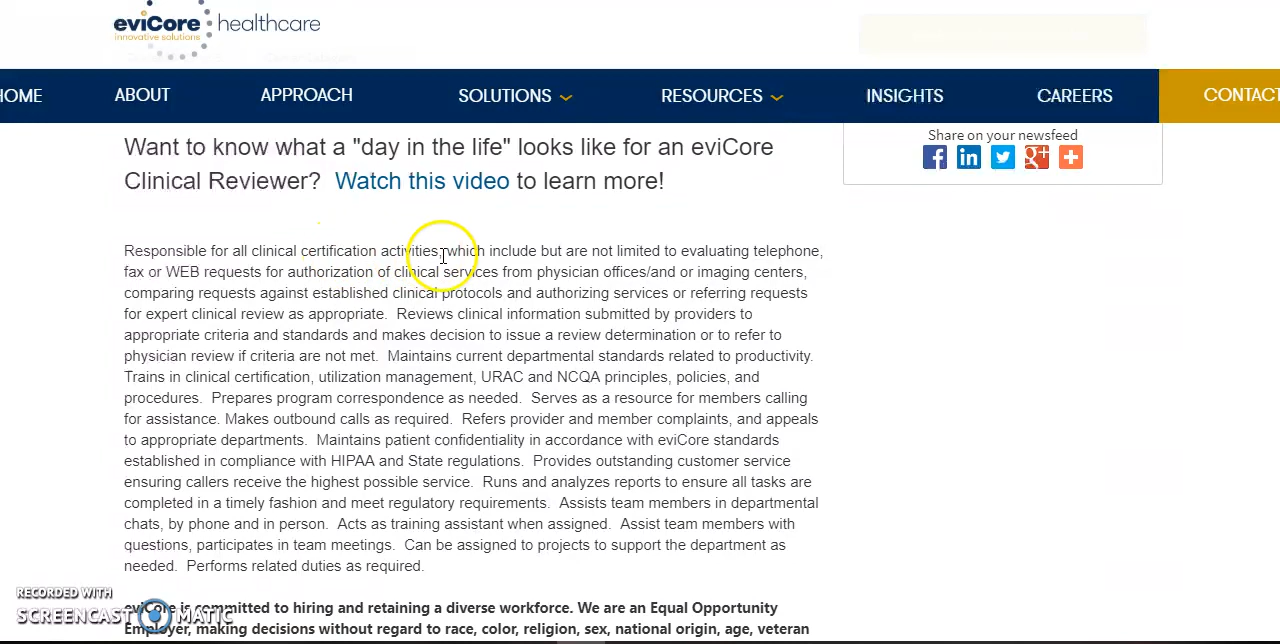 eviCore healthcare
innovative solutions
HOME ABOUT APPROACH SOLUTIONS RESOURCES INSIGHTS CAREERS CONTACT
Want to know what a "day in the life" looks like for an eviCore
Clinical Reviewer?  Watch this video to learn more!
Share on your newsfeed
Responsible for all clinical certification activities, which include but are not limited to evaluating telephone,
fax or WEB requests for authorization of clinical services from physician offices/and or imaging centers,
comparing requests against established clinical protocols and authorizing services or referring requests
for expert clinical review as appropriate.  Reviews clinical information submitted by providers to
appropriate criteria and standards and makes decision to issue a review determination or to refer to
physician review if criteria are not met.  Maintains current departmental standards related to productivity.
Trains in clinical certification, utilization management, URAC and NCQA principles, policies, and
procedures.  Prepares program correspondence as needed.  Serves as a resource for members calling
for assistance. Makes outbound calls as required.  Refers provider and member complaints, and appeals
to appropriate departments.  Maintains patient confidentiality in accordance with eviCore standards
established in compliance with HIPAA and State regulations.  Provides outstanding customer service
ensuring callers receive the highest possible service.  Runs and analyzes reports to ensure all tasks are
completed in a timely fashion and meet regulatory requirements.  Assists team members in departmental
chats, by phone and in person.  Acts as training assistant when assigned.  Assist team members with
questions, participates in team meetings.  Can be assigned to projects to support the department as
needed.  Performs related duties as required.
eviCore is committed to hiring and retaining a diverse workforce. We are an Equal Opportunity
Employer, making decisions without regard to race, color, religion, sex, national origin, age, veteran
RECORDED WITH
SCREENCAST MATIC